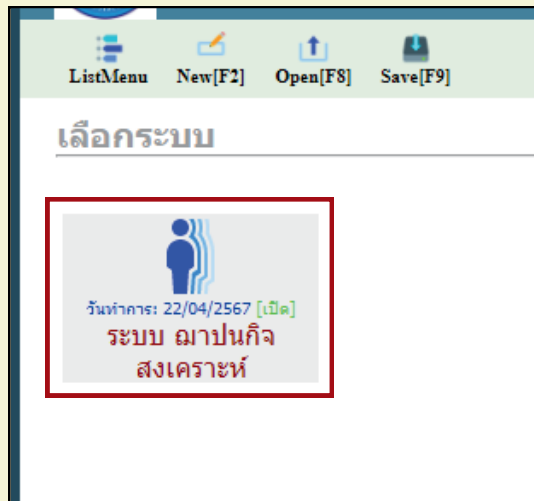 ListMenu New[F2] Open[F8] Save[F9]
เลือกระบบ
วันทำการ: 22/04/2567 [เปิด]
ระบบ ฌาปนกิจ
สงเคราะห์